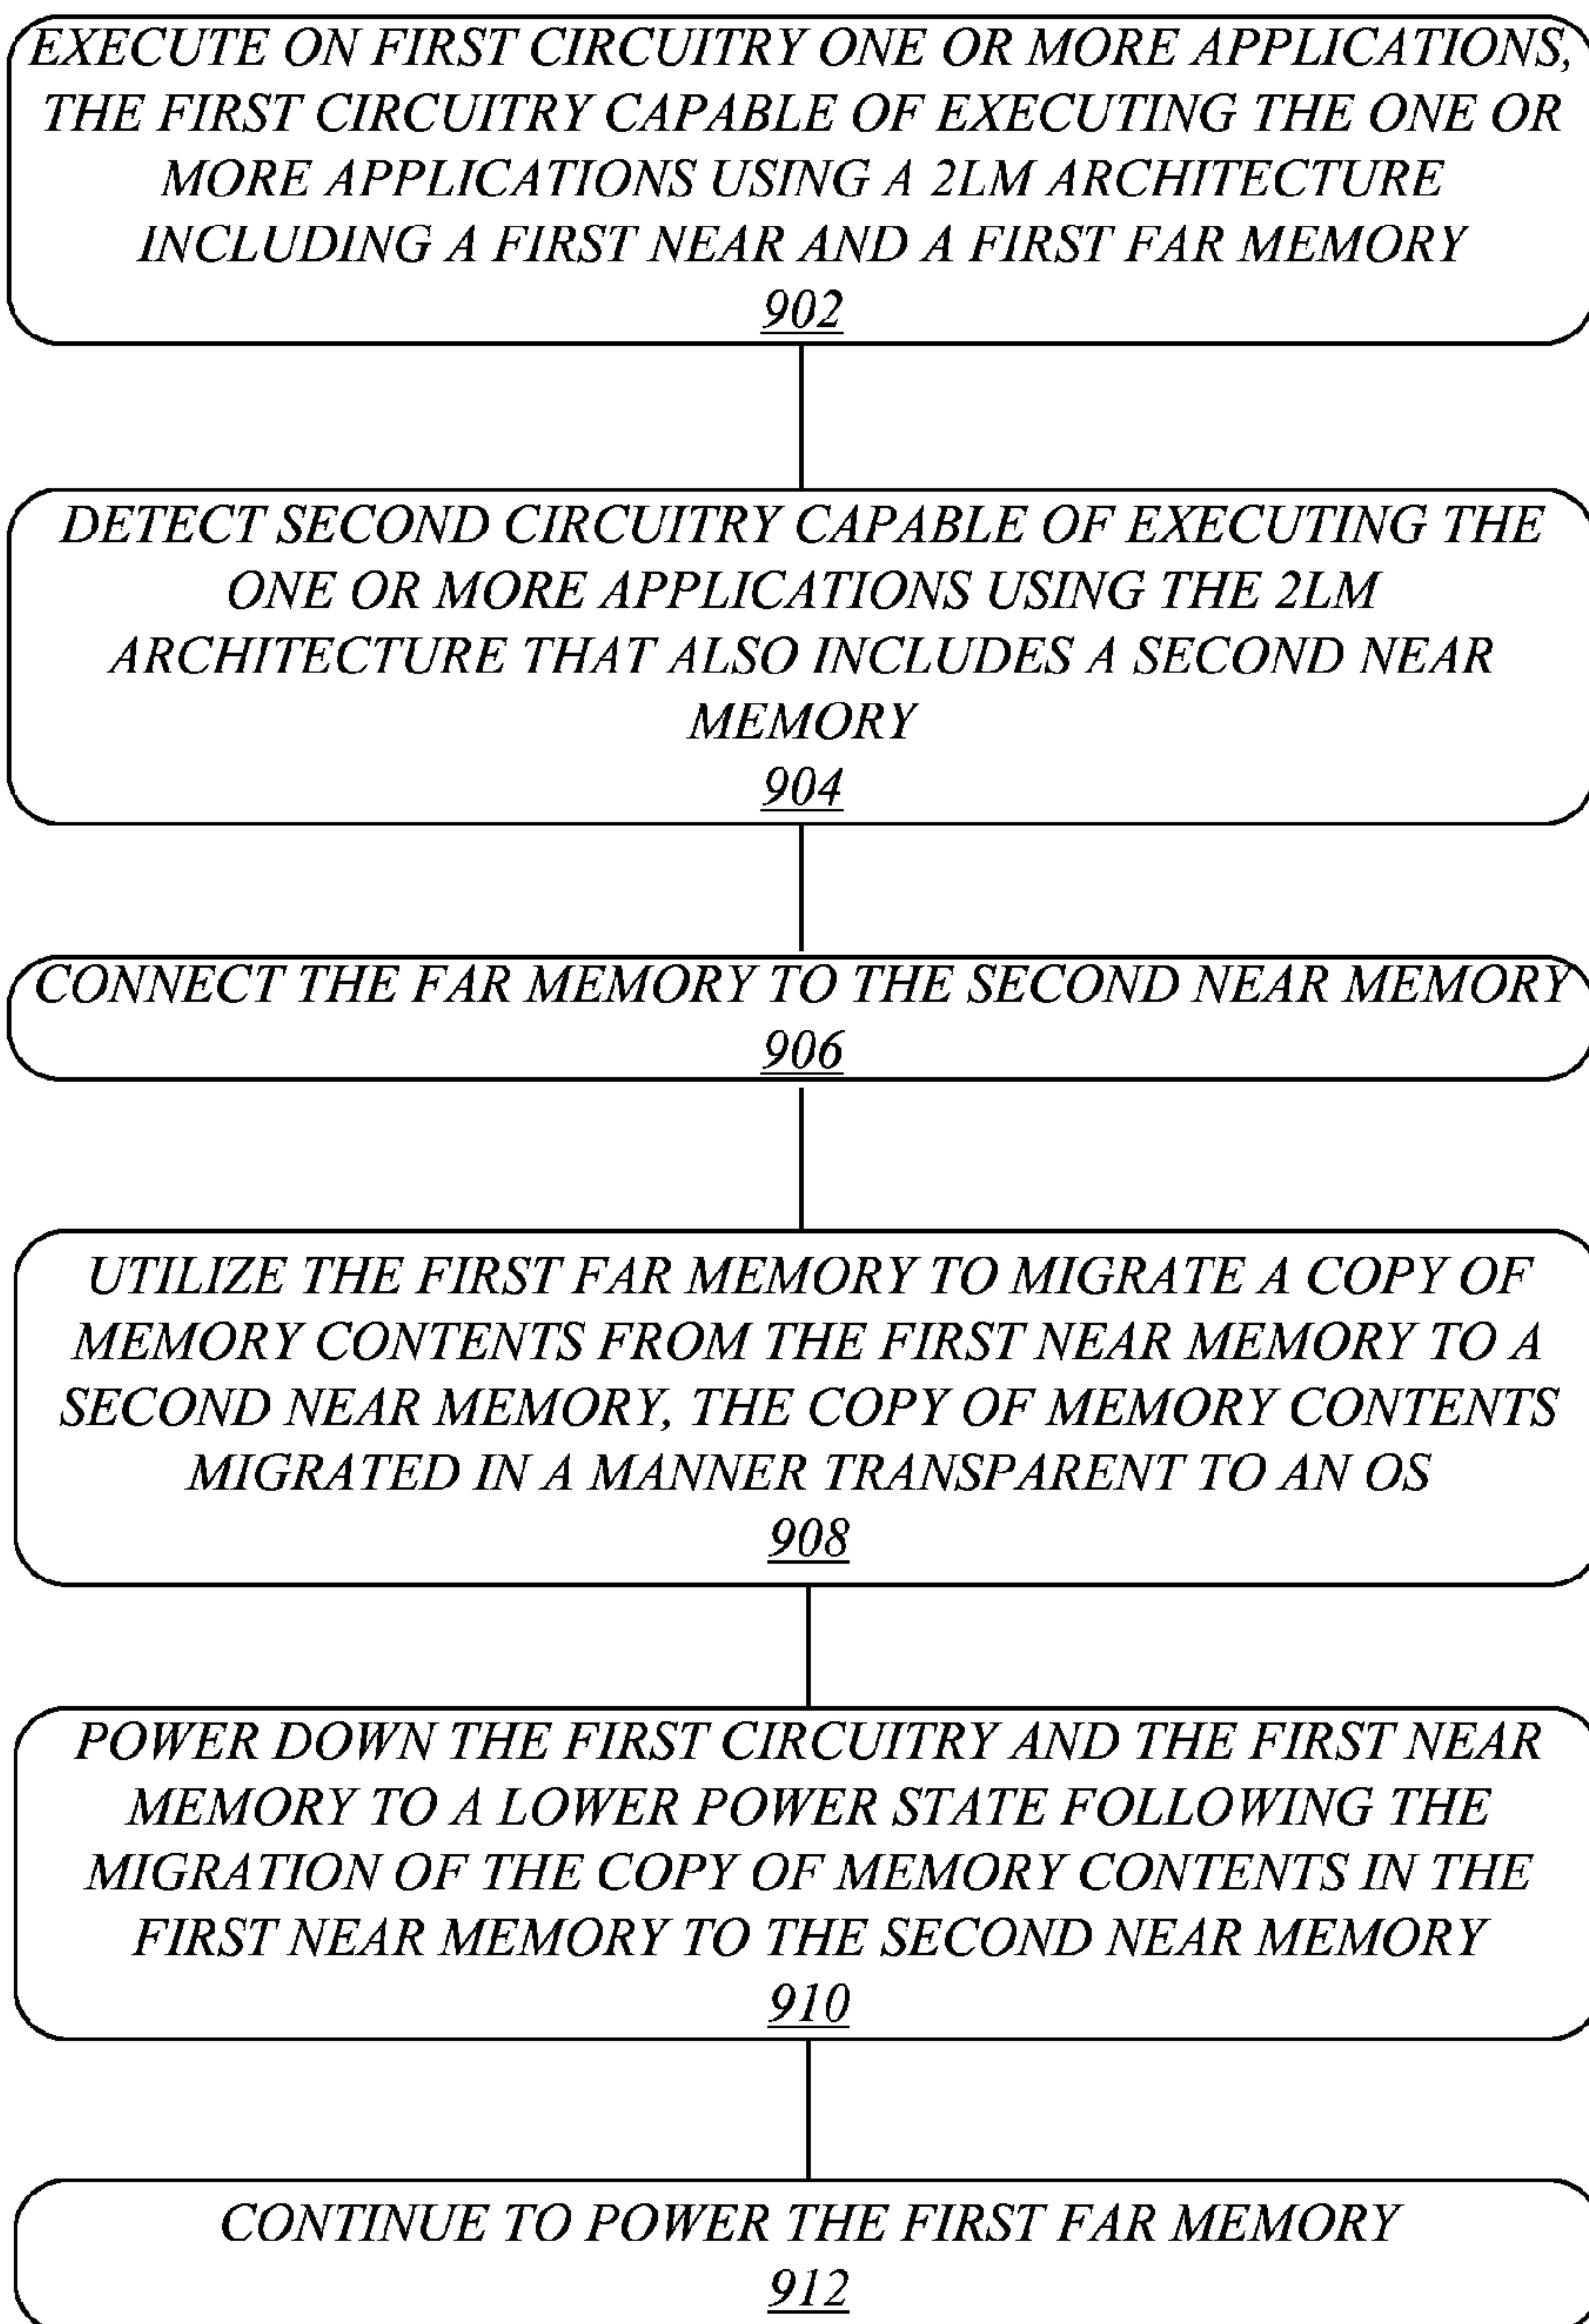 EXECUTE ON FIRST CIRCUITRY ONE OR MORE APPLICATIONS,
THE FIRST CIRCUITRY CAPABLE OF EXECUTING THE ONE OR
MORE APPLICATIONS USING A 2LM ARCHITECTURE
INCLUDING A FIRST NEAR AND A FIRST FAR MEMORY
902
DETECT SECOND CIRCUITRY CAPABLE OF EXECUTING THE
ONE OR MORE APPLICATIONS USING THE 2LM
ARCHITECTURE THAT ALSO INCLUDES A SECOND NEAR
MEMORY
904
CONNECT THE FAR MEMORY TO THE SECOND NEAR MEMORY
906
UTILIZE THE FIRST FAR MEMORY TO MIGRATE A COPY OF
MEMORY CONTENTS FROM THE FIRST NEAR MEMORY TO A
SECOND NEAR MEMORY, THE COPY OF MEMORY CONTENTS
MIGRATED IN A MANNER TRANSPARENT TO AN OS
908
POWER DOWN THE FIRST CIRCUITRY AND THE FIRST NEAR
MEMORY TO A LOWER POWER STATE FOLLOWING THE
MIGRATION OF THE COPY OF MEMORY CONTENTS IN THE
FIRST NEAR MEMORY TO THE SECOND NEAR MEMORY
910
CONTINUE TO POWER THE FIRST FAR MEMORY
912